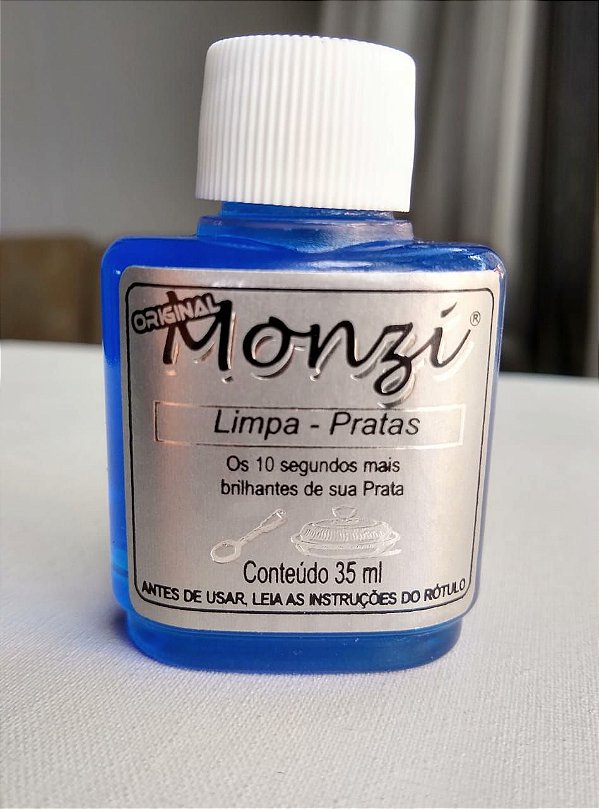 ORIGINAL
Monzi ®
Limpa - Pratas
Os 10 segundos mais
brilhantes de sua Prata
Conteúdo 35 ml
ANTES DE USAR, LEIA AS INSTRUÇÕES DO RÓTULO